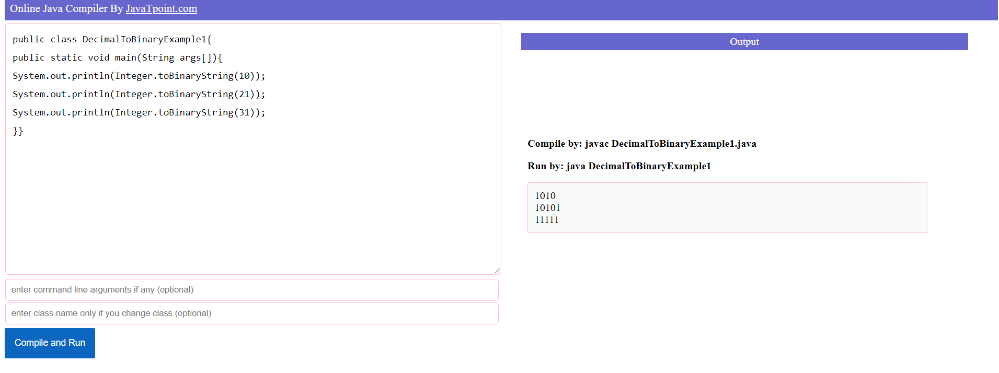 Online Java Compiler By JavaTpoint.com
public class DecimalToBinaryExample1{
public static void main(String args[]){
System.out.println(Integer.toBinaryString(10));
System.out.println(Integer.toBinaryString(21));
System.out.println(Integer.toBinaryString(31));
}}
enter command line arguments if any (optional)
enter class name only if you change class (optional)
Compile and Run
Output
Compile by: javac DecimalToBinaryExample1.java
Run by: java DecimalToBinaryExample1
1010
10101
11111